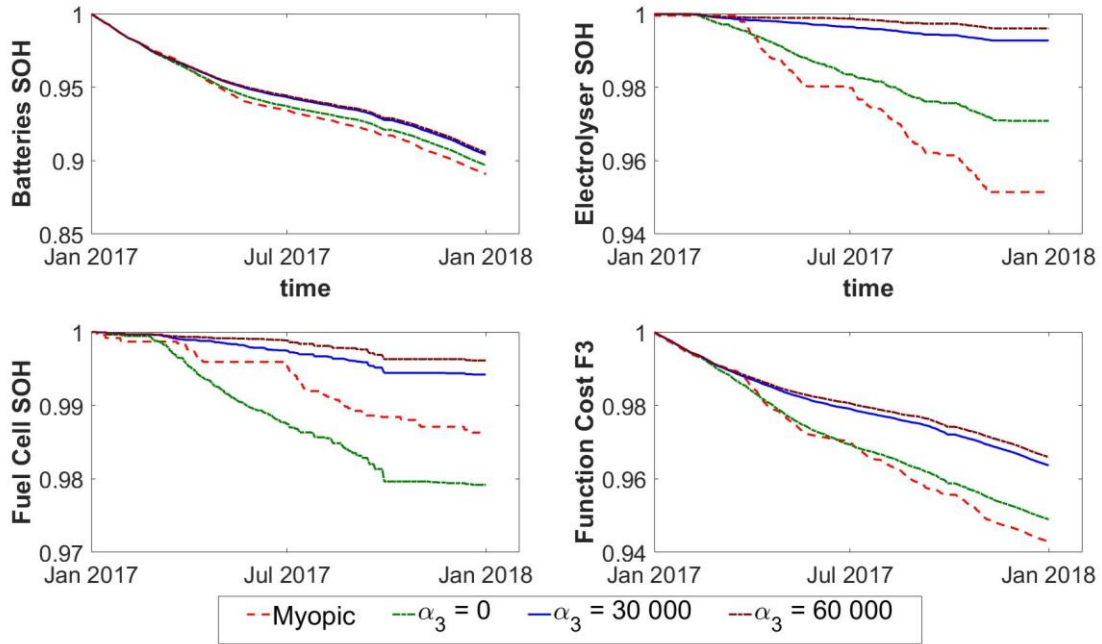 1
0.95
0.9
0.85
Batteries SOH
Jan 2017
Jul 2017
Jan 2018
time
1
0.98
0.96
0.94
Electrolyser SOH
Jan 2017
Jul 2017
Jan 2018
time
1
0.99
0.98
0.97
Fuel Cell SOH
Jan 2017
Jul 2017
Jan 2018
1
0.98
0.96
0.94
Function Cost F3
Jan 2017
Jul 2017
Jan 2018
Myopic α₃ = 0 α₃ = 30 000 α₃ = 60 000